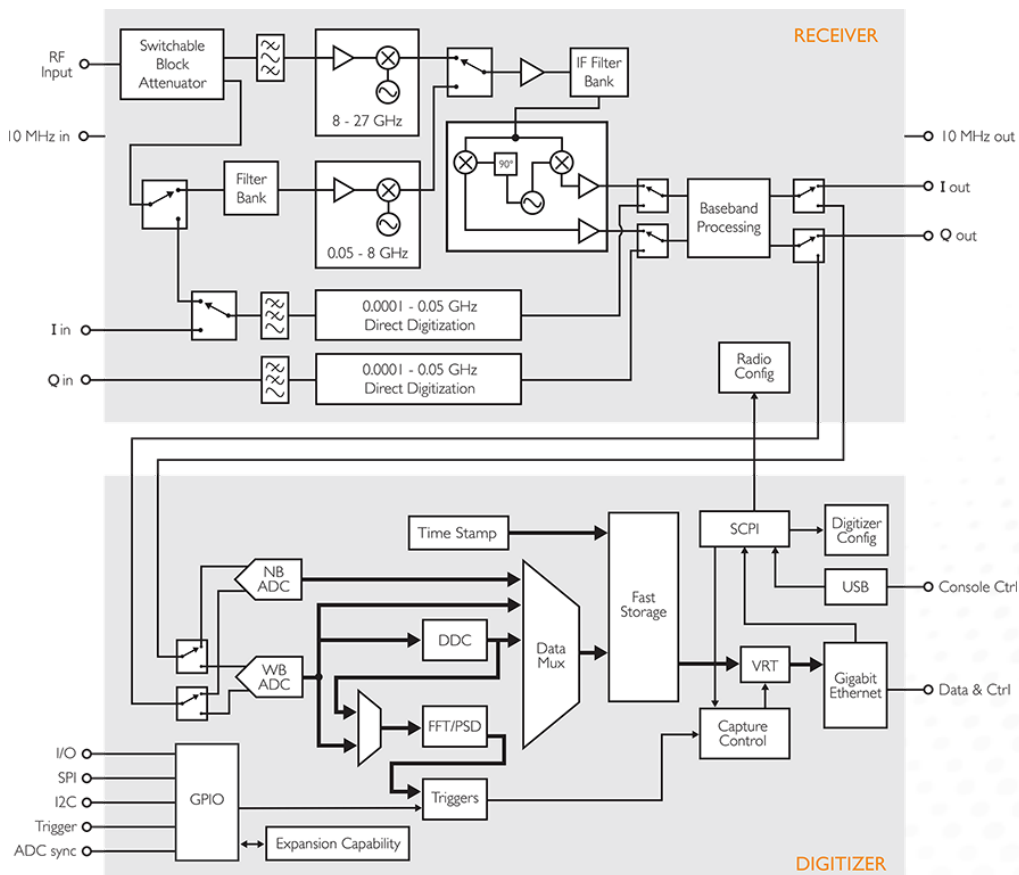 RECEIVER
RF
Input
Switchable
Block
Attenuator
8 - 27 GHz
IF Filter
Bank
10 MHz in
10 MHz out
90°
Filter
Bank
0.05 - 8 GHz
Baseband
Processing
I out
Q out
I in
0.0001 - 0.05 GHz
Direct Digitization
Q in
0.0001 - 0.05 GHz
Direct Digitization
Radio
Config
Time Stamp
SCPI
Digitizer
Config
NB
ADC
Fast
Storage
USB
Console Ctrl
DDC
Data
Mux
WB
ADC
VRT
Gigabit
Ethernet
Data & Ctrl
FFT/PSD
Capture
Control
I/O
SPI
I2C
Trigger
ADC sync
GPIO
Triggers
Expansion Capability
DIGITIZER